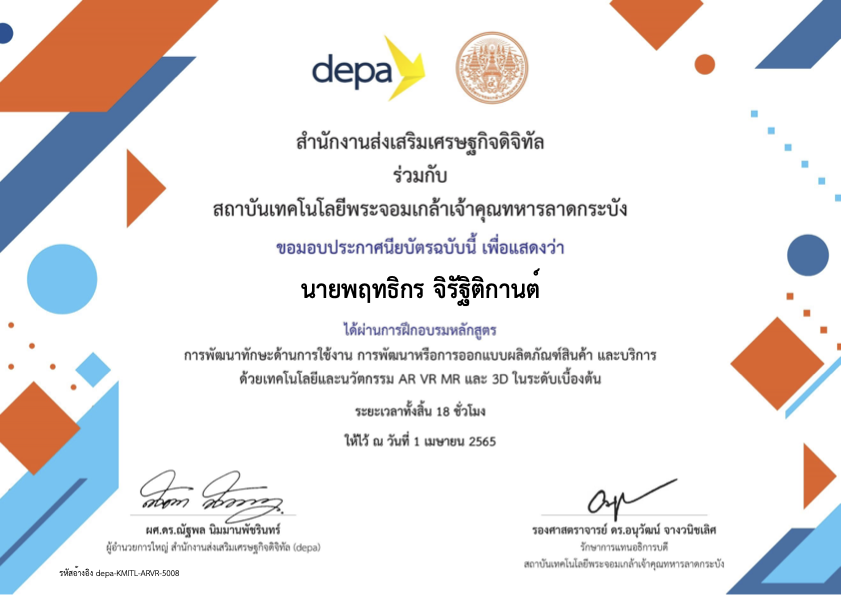 depa
สำนักงานส่งเสริมเศรษฐกิจดิจิทัล
ร่วมกับ
สถาบันเทคโนโลยีพระจอมเกล้าเจ้าคุณทหารลาดกระบัง
ขอมอบประกาศนียบัตรฉบับนี้ เพื่อแสดงว่า
นายพฤทธิกร จิรัฐิติกานต์
ได้ผ่านการฝึกอบรมหลักสูตร
การพัฒนาทักษะด้านการใช้งาน การพัฒนาหรือการออกแบบผลิตภัณฑ์สินค้า และบริการ
ด้วยเทคโนโลยีและนวัตกรรม AR VR MR และ 3D ในระดับเบื้องต้น
ระยะเวลาทั้งสิ้น 18 ชั่วโมง
ให้ไว้ ณ วันที่ 1 เมษายน 2565
ผศ.ดร.ณัฐพล นิมมานพัชรินทร์
ผู้อำนวยการใหญ่ สำนักงานส่งเสริมเศรษฐกิจดิจิทัล (depa)
รองศาสตราจารย์ ดร.อนุวัฒน์ จางวนิชเลิศ
รักษาการแทนอธิการบดี
สถาบันเทคโนโลยีพระจอมเกล้าเจ้าคุณทหารลาดกระบัง
รหัสอ้างอิง depa-KMITL-ARVR-5008